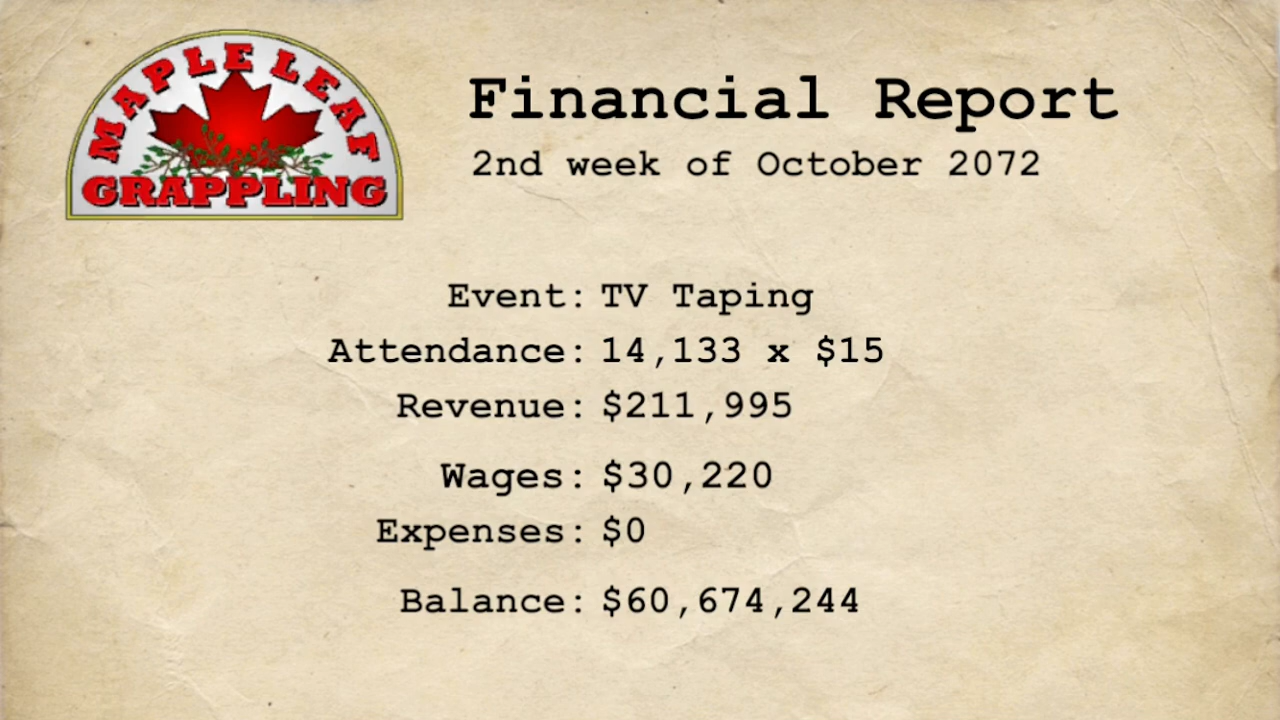 MAPLE LEAF
GRAPPLING
Financial Report
2nd week of October 2072
Event: TV Taping
Attendance: 14,133 x $15
Revenue: $211,995
Wages: $30,220
Expenses: $0
Balance: $60,674,244